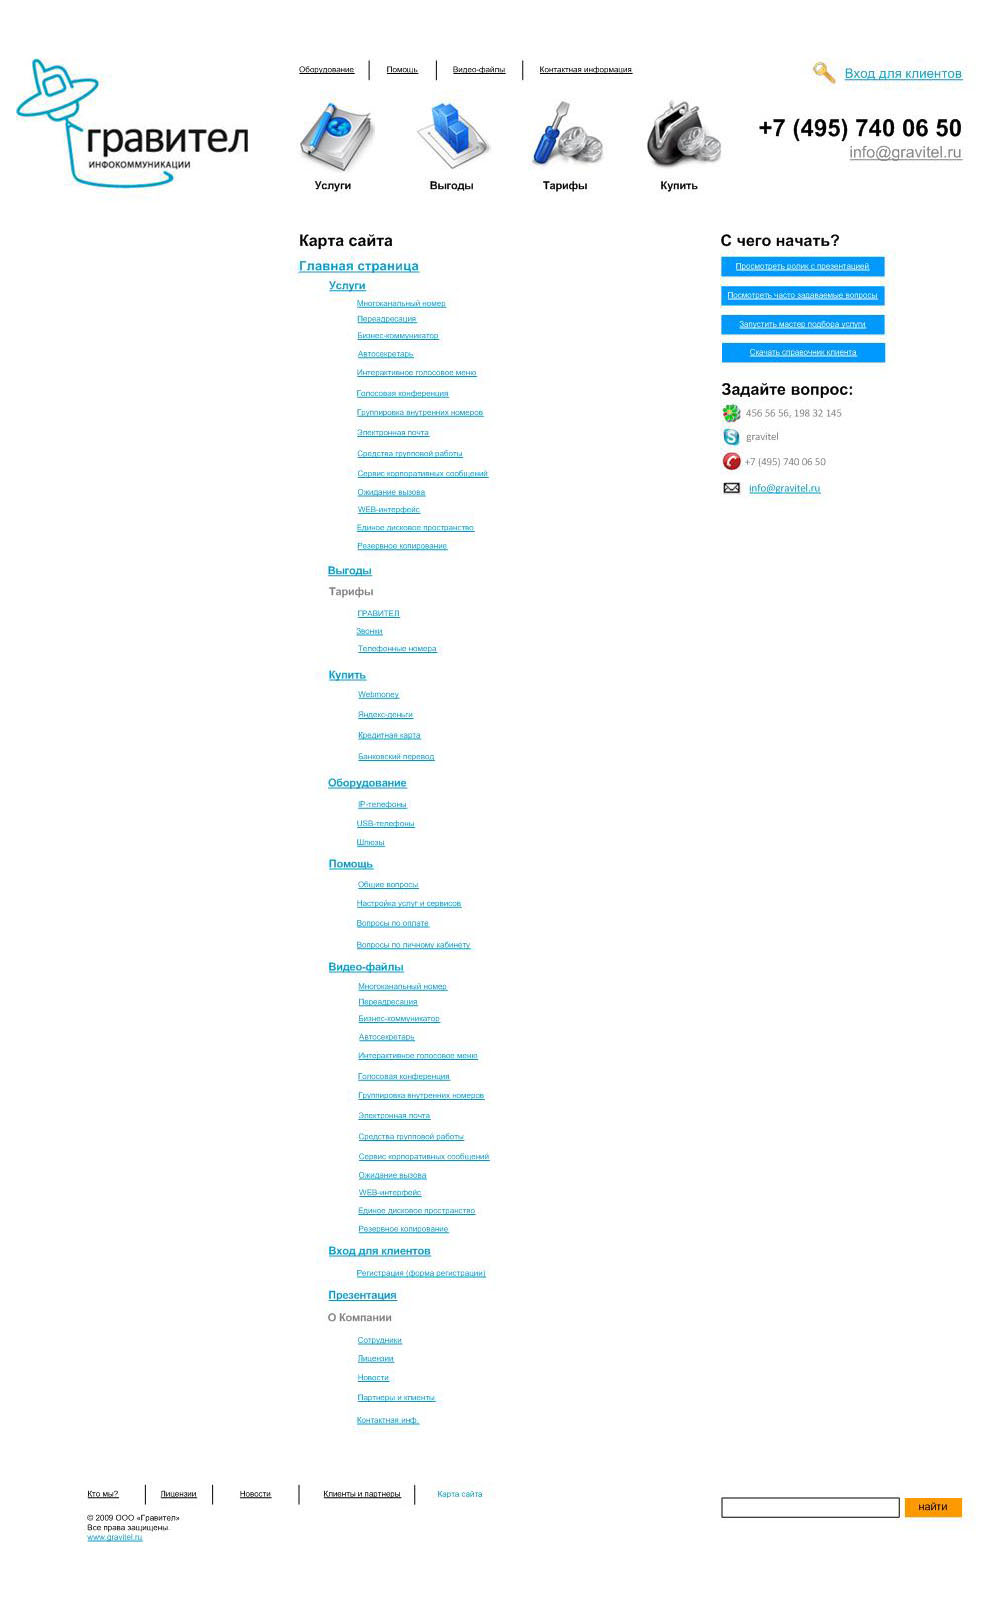 Оборудование
Помощь
Видео-файлы
Контактная информация
Вход для клиентов
гравител
ИНФОКОММУНИКАЦИИ
Услуги
Выгоды
Тарифы
Купить
+7 (495) 740 06 50
info@gravitel.ru
Карта сайта
Главная страница
Услуги
Многоканальный номер
Переадресация
Бизнес-коммуникатор
Автосекретарь
Интерактивное голосовое меню
Голосовая конференция
Группировка внутренних номеров
Электронная почта
Средства групповой работы
Сервис корпоративных сообщений
Ожидание вызова
WEB-интерфейс
Единое дисковое пространство
Резервное копирование
Выгоды
Тарифы
ГРАВИТЕЛ
Звонки
Телефонные номера
Купить
Webmoney
Яндекс-деньги
Кредитная карта
Банковский перевод
Оборудование
IP-телефоны
USB-телефоны
Шлюзы
Помощь
Общие вопросы
Настройка услуг и сервисов
Вопросы по оплате
Вопросы по личному кабинету
Видео-файлы
Многоканальный номер
Переадресация
Бизнес-коммуникатор
Автосекретарь
Интерактивное голосовое меню
Голосовая конференция
Группировка внутренних номеров
Электронная почта
Средства групповой работы
Сервис корпоративных сообщений
Ожидание вызова
WEB-интерфейс
Единое дисковое пространство
Резервное копирование
Вход для клиентов
Регистрация (форма регистрации)
Презентация
О Компании
Сотрудники
Лицензии
Новости
Партнеры и клиенты
Контактная инф.
С чего начать?
Просмотреть ролик с презентацией
Посмотреть часто задаваемые вопросы
Запустить мастер подбора услуги
Скачать справочник клиента
Задайте вопрос:
456 56 56, 198 32 145
gravitel
+7 (495) 740 06 50
info@gravitel.ru
Кто мы?
Лицензии
Новости
Клиенты и партнеры
Карта сайта
найти
© 2009 ООО «Гравител»
Все права защищены.
www.gravitel.ru